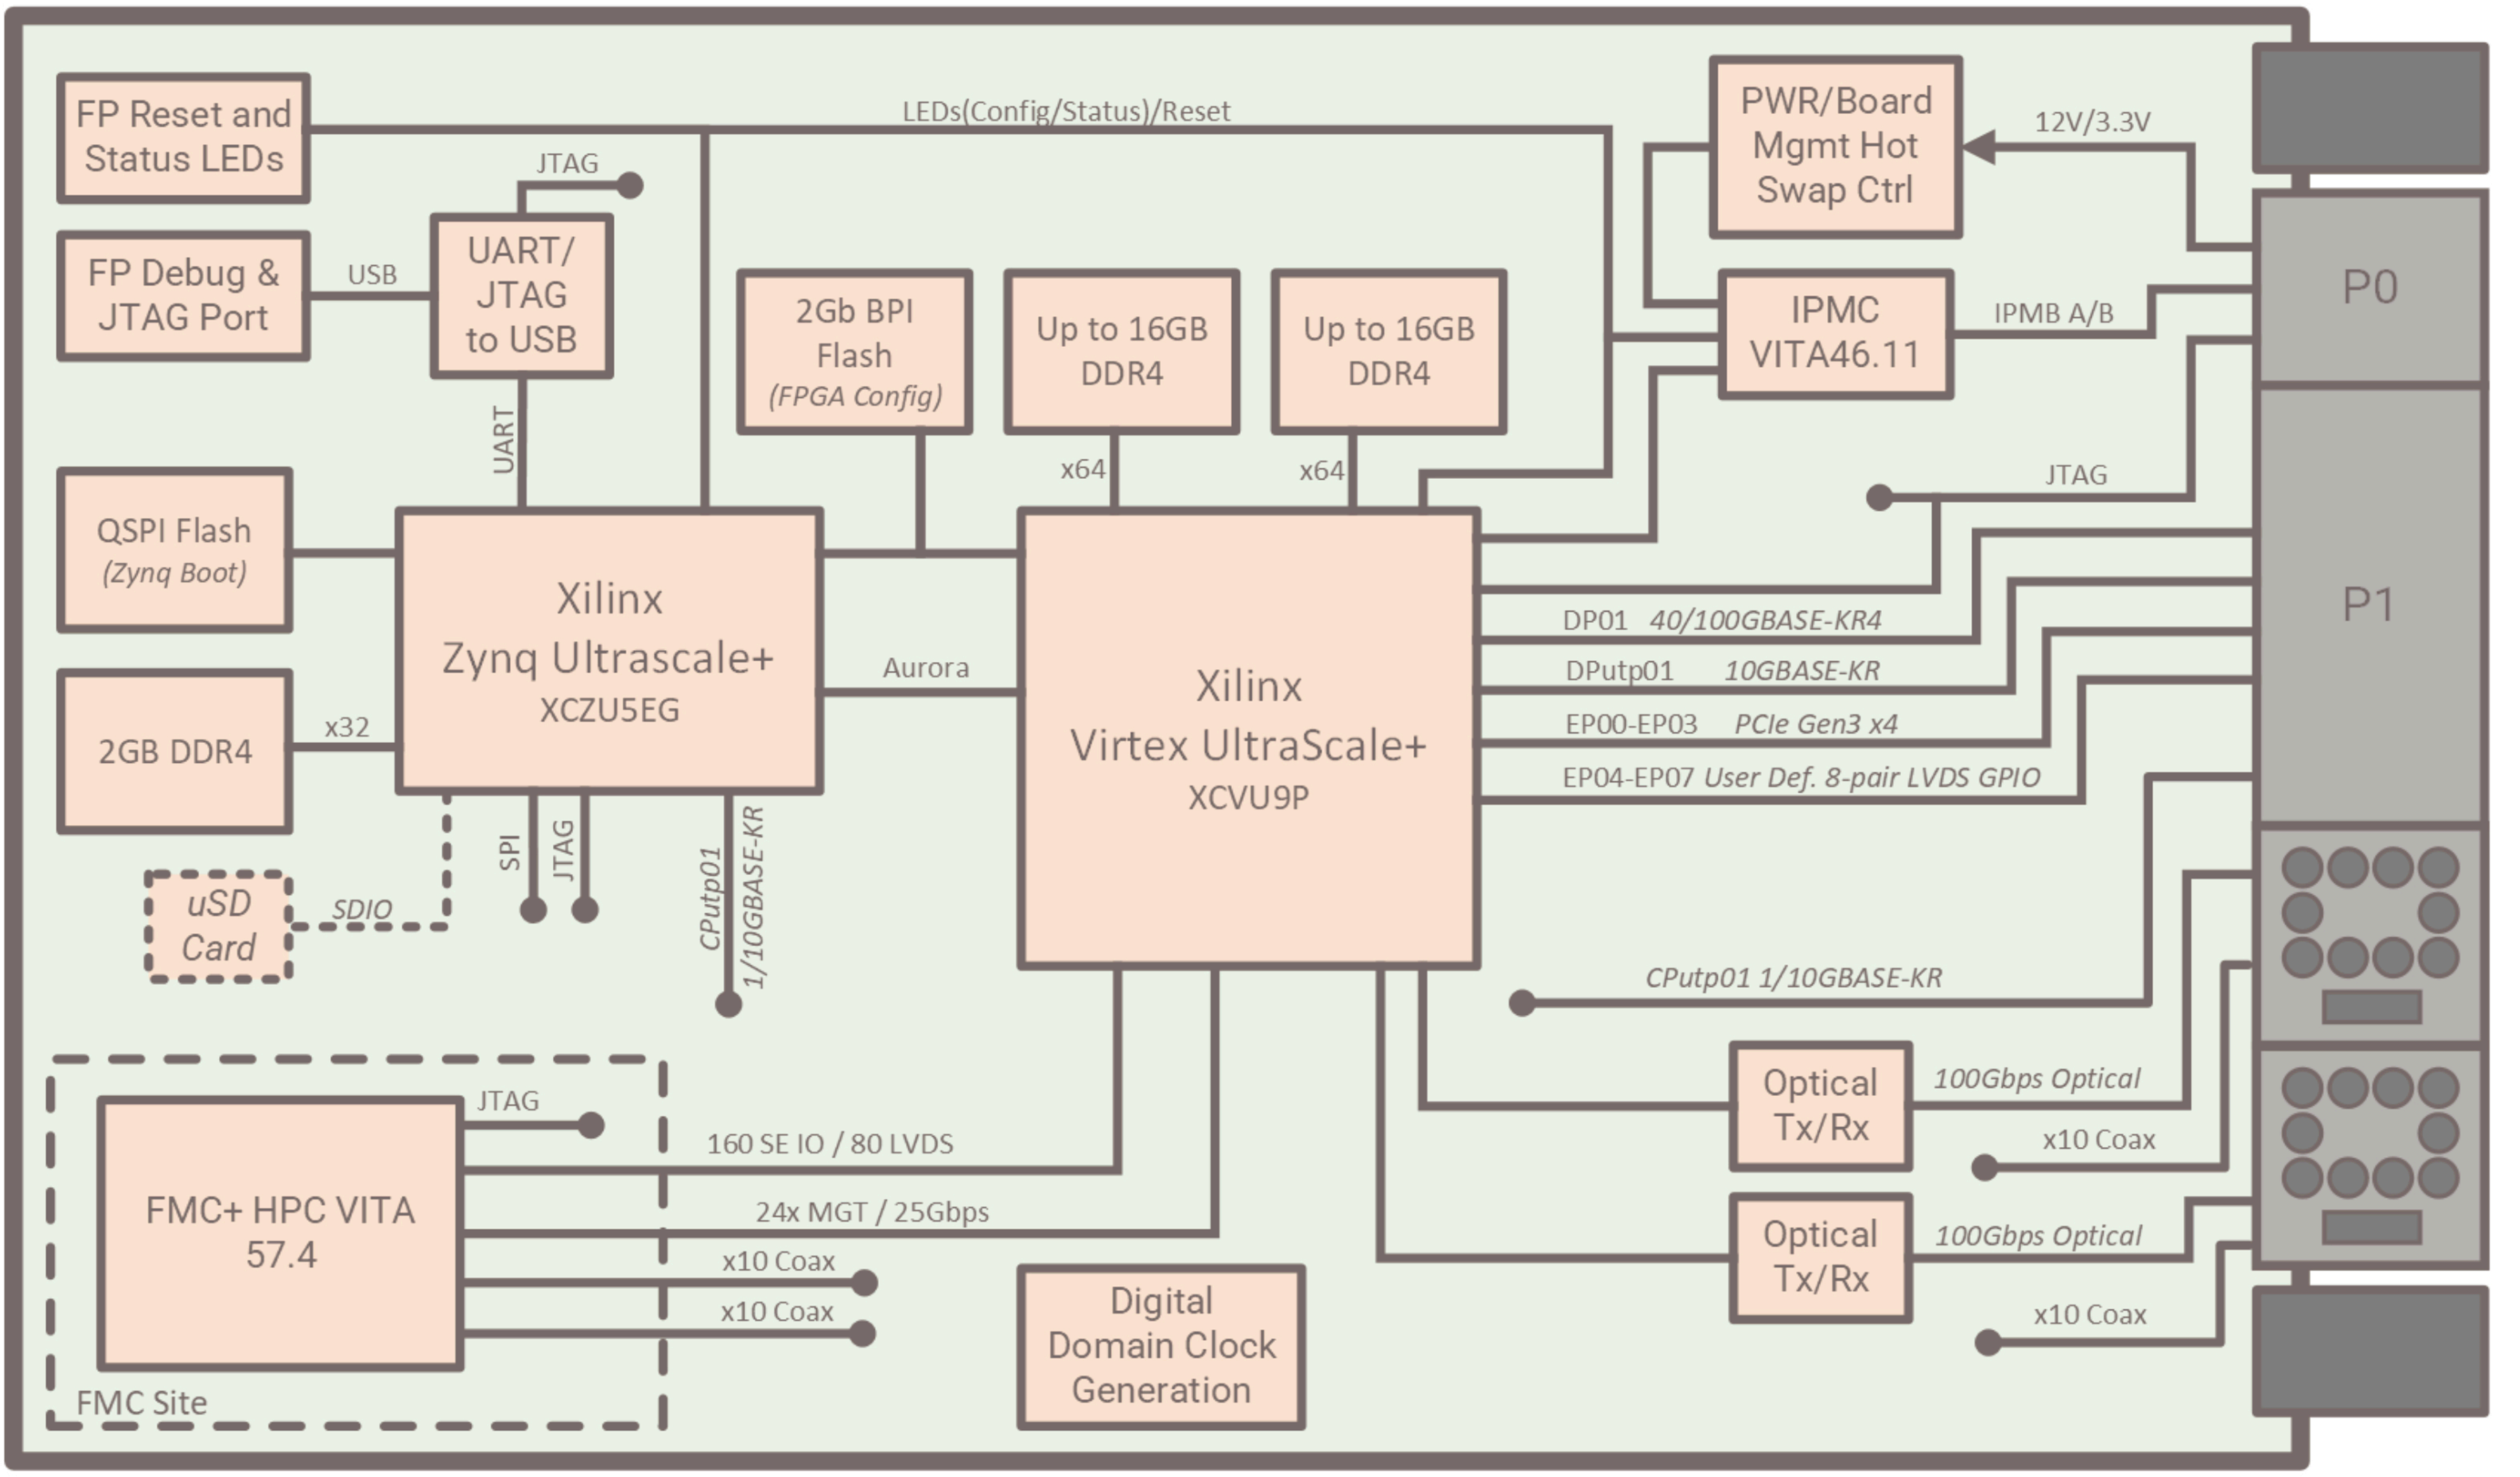 FP Reset and
Status LEDs
LEDs(Config/Status)/Reset
PWR/Board
Mgmt Hot
Swap Ctrl
12V/3.3V
JTAG
FP Debug &
JTAG Port
USB
UART/
JTAG
to USB
UART
2Gb BPI
Flash
(FPGA Config)
Up to 16GB
DDR4
x64
Up to 16GB
DDR4
x64
IPMC
VITA46.11
IPMB A/B
P0
JTAG
P1
QSPI Flash
(Zynq Boot)
2GB DDR4
x32
Xilinx
Zynq Ultrascale+
XCZU5EG
Aurora
Xilinx
Virtex UltraScale+
XCVU9P
DP01 40/100GBASE-KR4
DPutp01 10GBASE-KR
EP00-EP03 PCIe Gen3 x4
EP04-EP07 User Def. 8-pair LVDS GPIO
uSD
Card
SDIO
SPI
JTAG
CPutp01
1/10GBASE-KR
CPutp01 1/10GBASE-KR
Optical
Tx/Rx
100Gbps Optical
x10 Coax
Optical
Tx/Rx
100Gbps Optical
x10 Coax
FMC+ HPC VITA
57.4
JTAG
160 SE IO / 80 LVDS
24x MGT / 25Gbps
x10 Coax
x10 Coax
FMC Site
Digital
Domain Clock
Generation